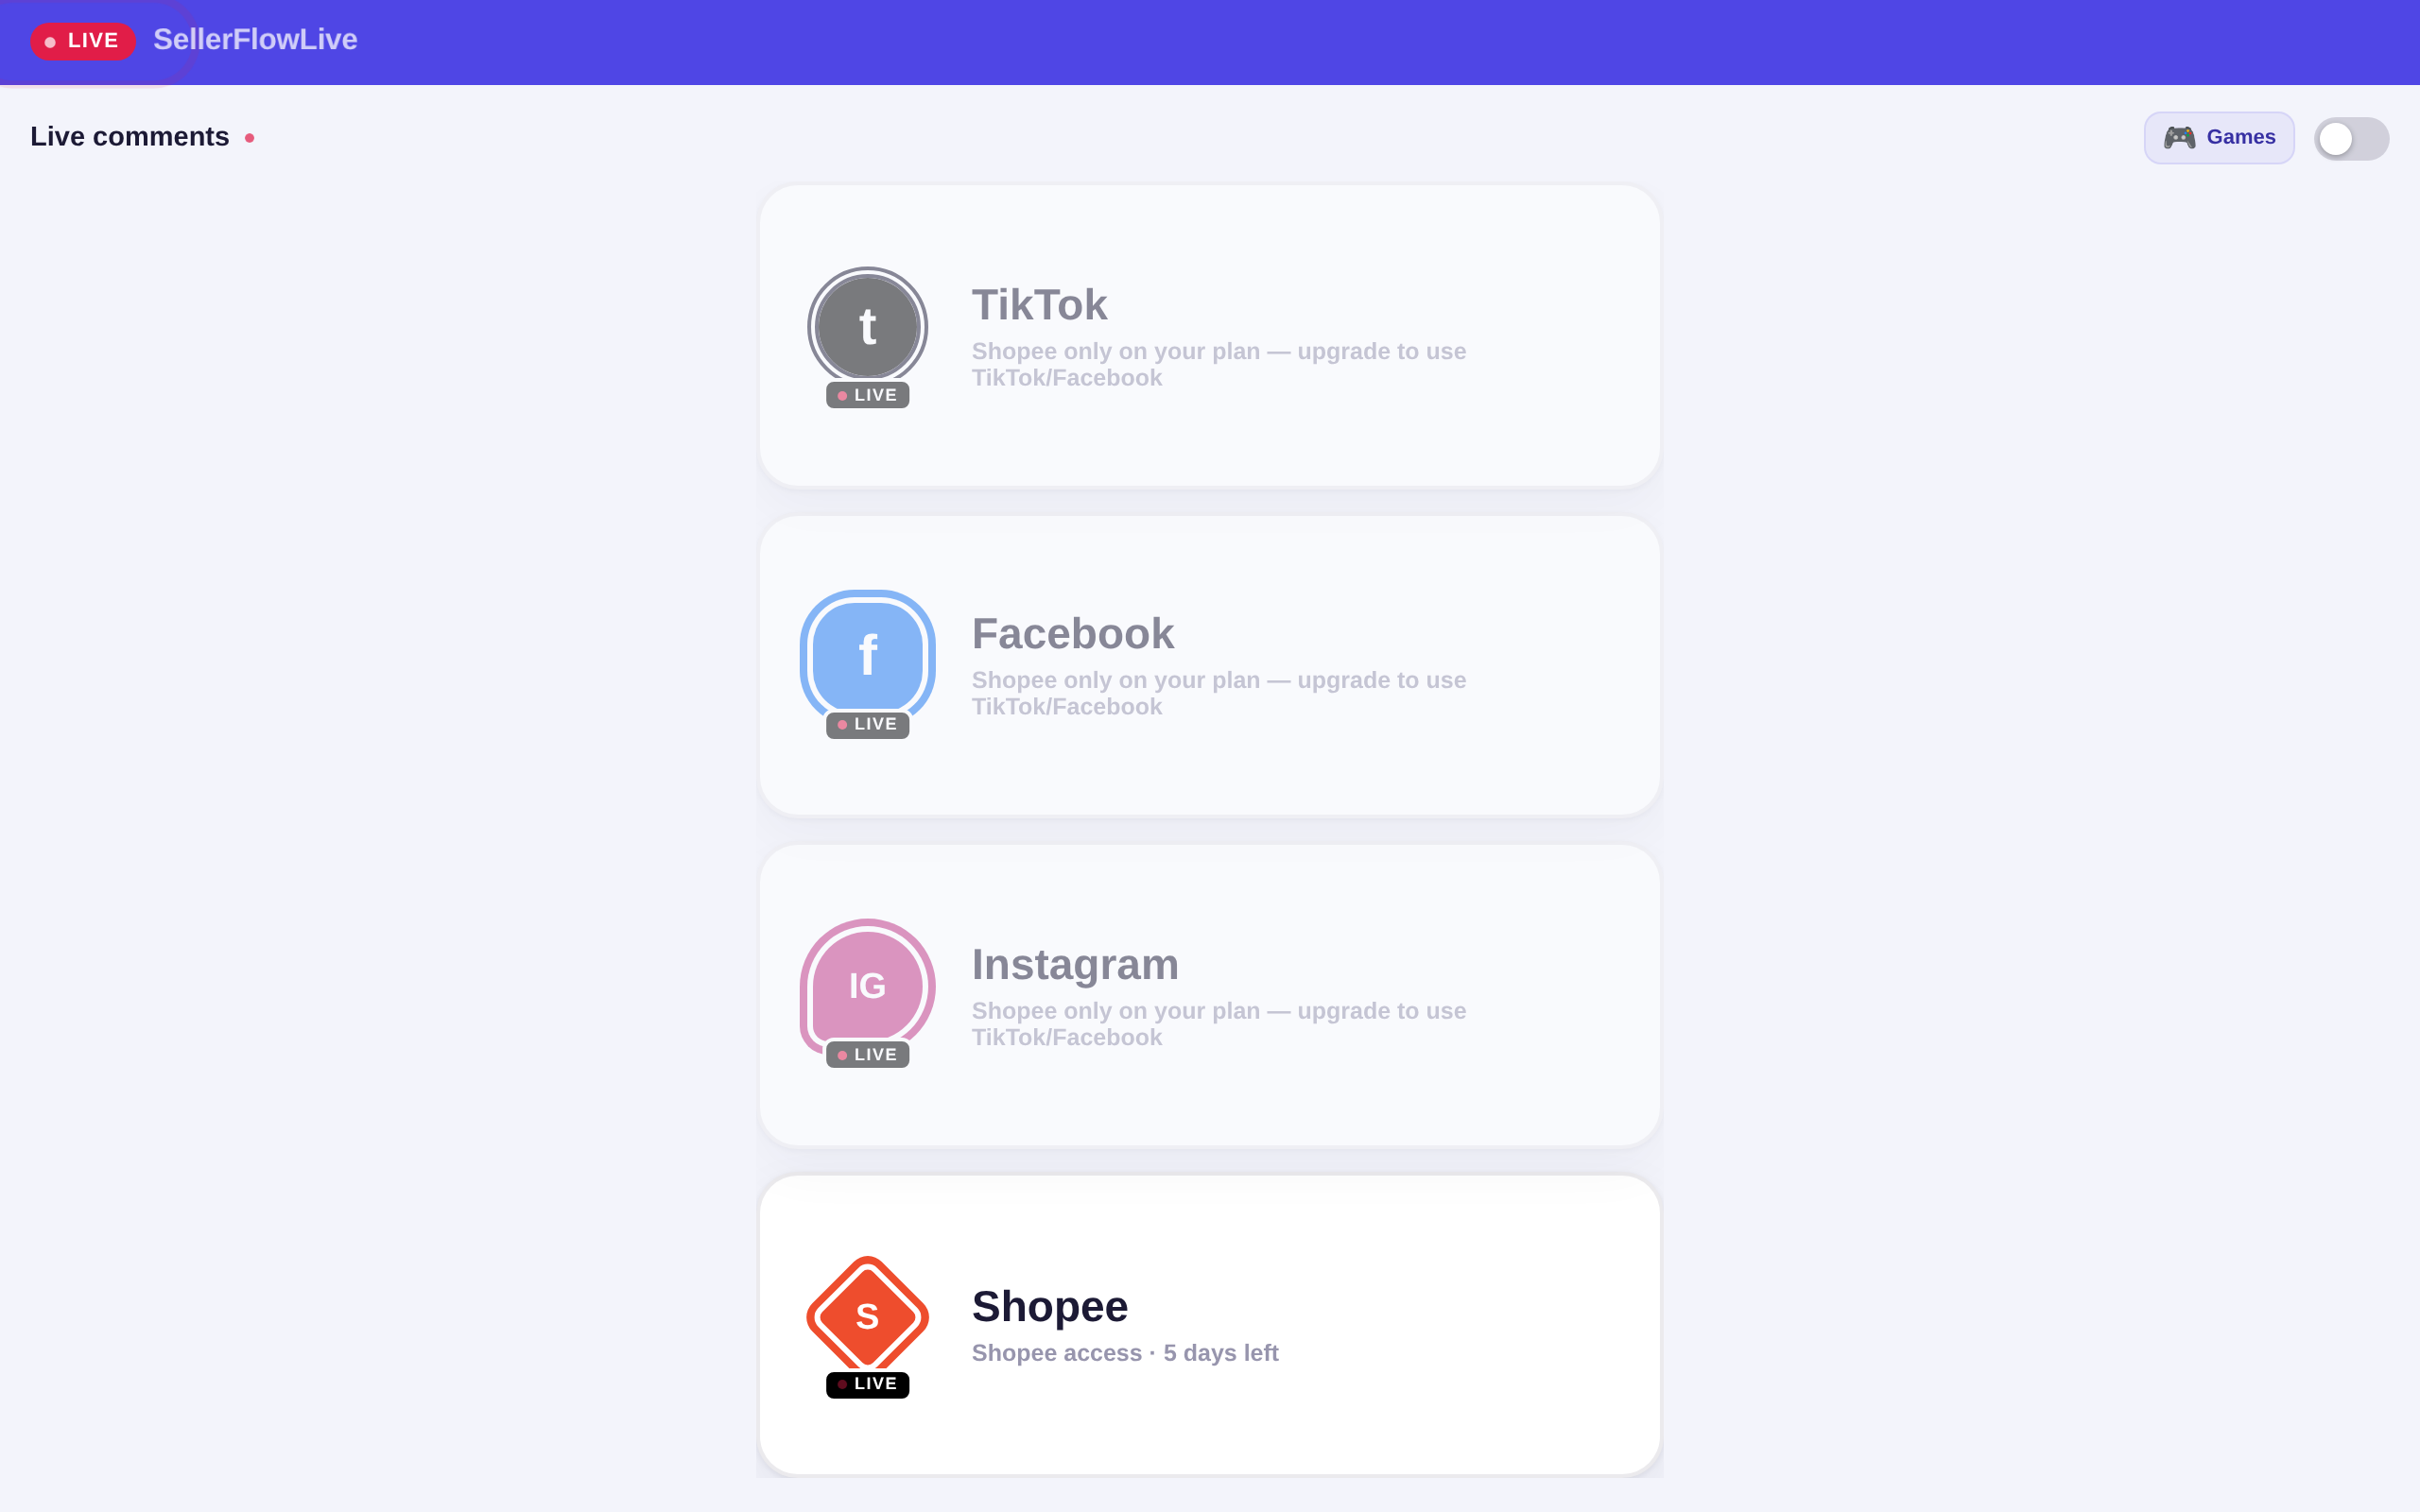 LIVE SellerFlowLive
Live comments
🎮 Games
t
LIVE
TikTok
Shopee only on your plan — upgrade to use
TikTok/Facebook
f
LIVE
Facebook
Shopee only on your plan — upgrade to use
TikTok/Facebook
IG
LIVE
Instagram
Shopee only on your plan — upgrade to use
TikTok/Facebook
S
LIVE
Shopee
Shopee access · 5 days left